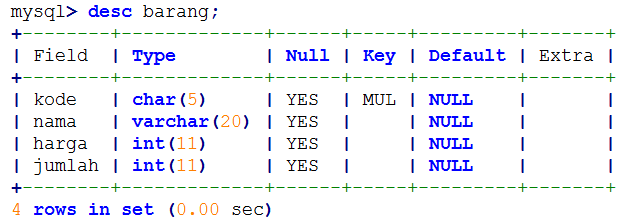 mysql> desc barang;
+--------+-------------+------+-----+---------+-------+
| Field  | Type        | Null | Key | Default | Extra |
+--------+-------------+------+-----+---------+-------+
| kode   | char(5)     | YES  | MUL | NULL    |       |
| nama   | varchar(20) | YES  |     | NULL    |       |
| harga  | int(11)     | YES  |     | NULL    |       |
| jumlah | int(11)     | YES  |     | NULL    |       |
+--------+-------------+------+-----+---------+-------+
4 rows in set (0.00 sec)